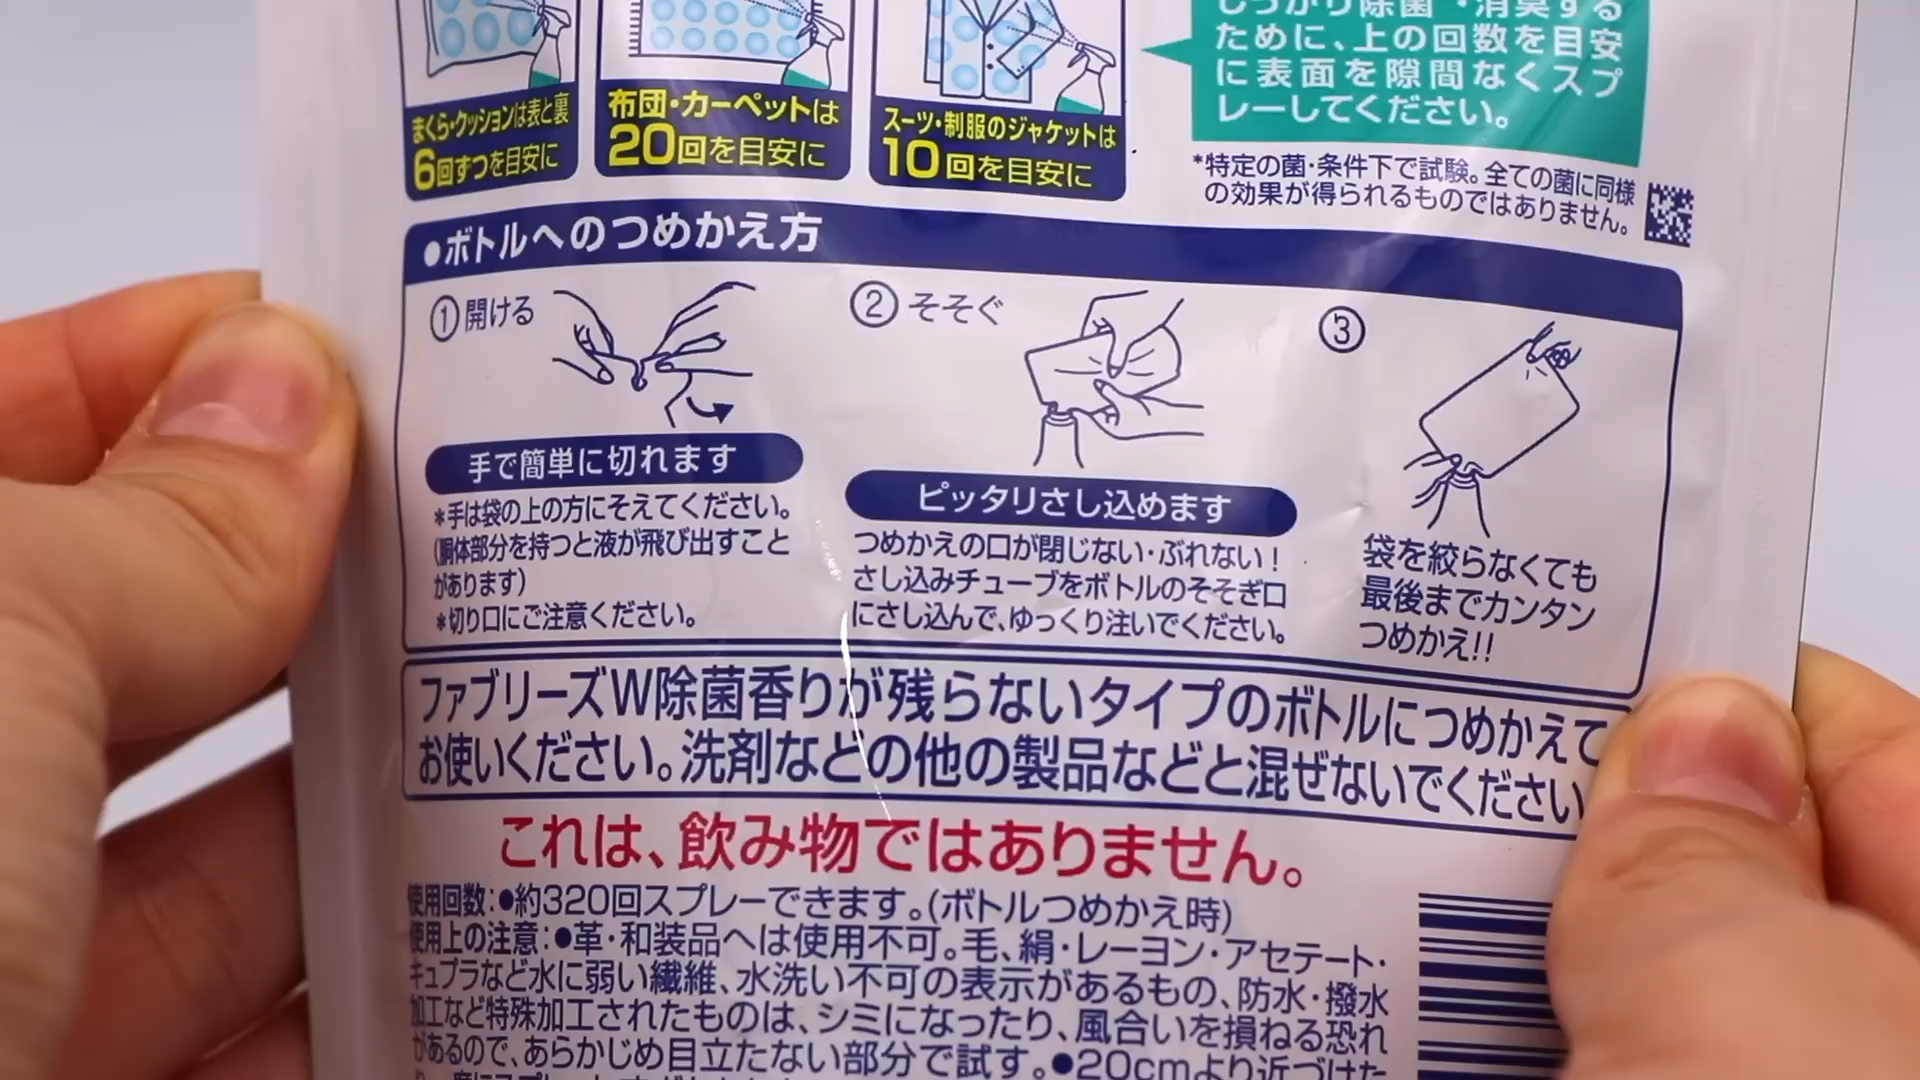 まくら・クッションは表と裏
6回ずつを目安に
布団・カーペットは
20回を目安に
スーツ・制服のジャケットは
10回を目安に
しっかり除菌*・消臭する
ために、上の回数を目安
に表面を隙間なくスプ
レーしてください。
*特定の菌・条件下で試験。全ての菌に同様
の効果が得られるものではありません。
●ボトルへのつめかえ方
①開ける
手で簡単に切れます
*手は袋の上の方にそえてください。
(胴体部分を持つと液が飛び出すこと
があります)
*切り口にご注意ください。
②そそぐ
ピッタリさし込めます
つめかえの口が閉じない・ぶれない!
さし込みチューブをボトルのそそぎ口
にさし込んで、ゆっくり注いでください。
③
袋を絞らなくても
最後までカンタン
つめかえ!!
ファブリーズW除菌香りが残らないタイプのボトルにつめかえて
お使いください。洗剤などの他の製品などと混ぜないでください
これは、飲み物ではありません。
使用回数:●約320回スプレーできます。(ボトルつめかえ時)
使用上の注意:●革・和装品へは使用不可。毛、絹・レーヨン・アセテート・
キュプラなど水に弱い繊維、水洗い不可の表示があるもの、防水・撥水
加工など特殊加工されたものは、シミになったり、風合いを損ねる恐れ
があるので、あらかじめ目立たない部分で試す。●20cmより近づけた